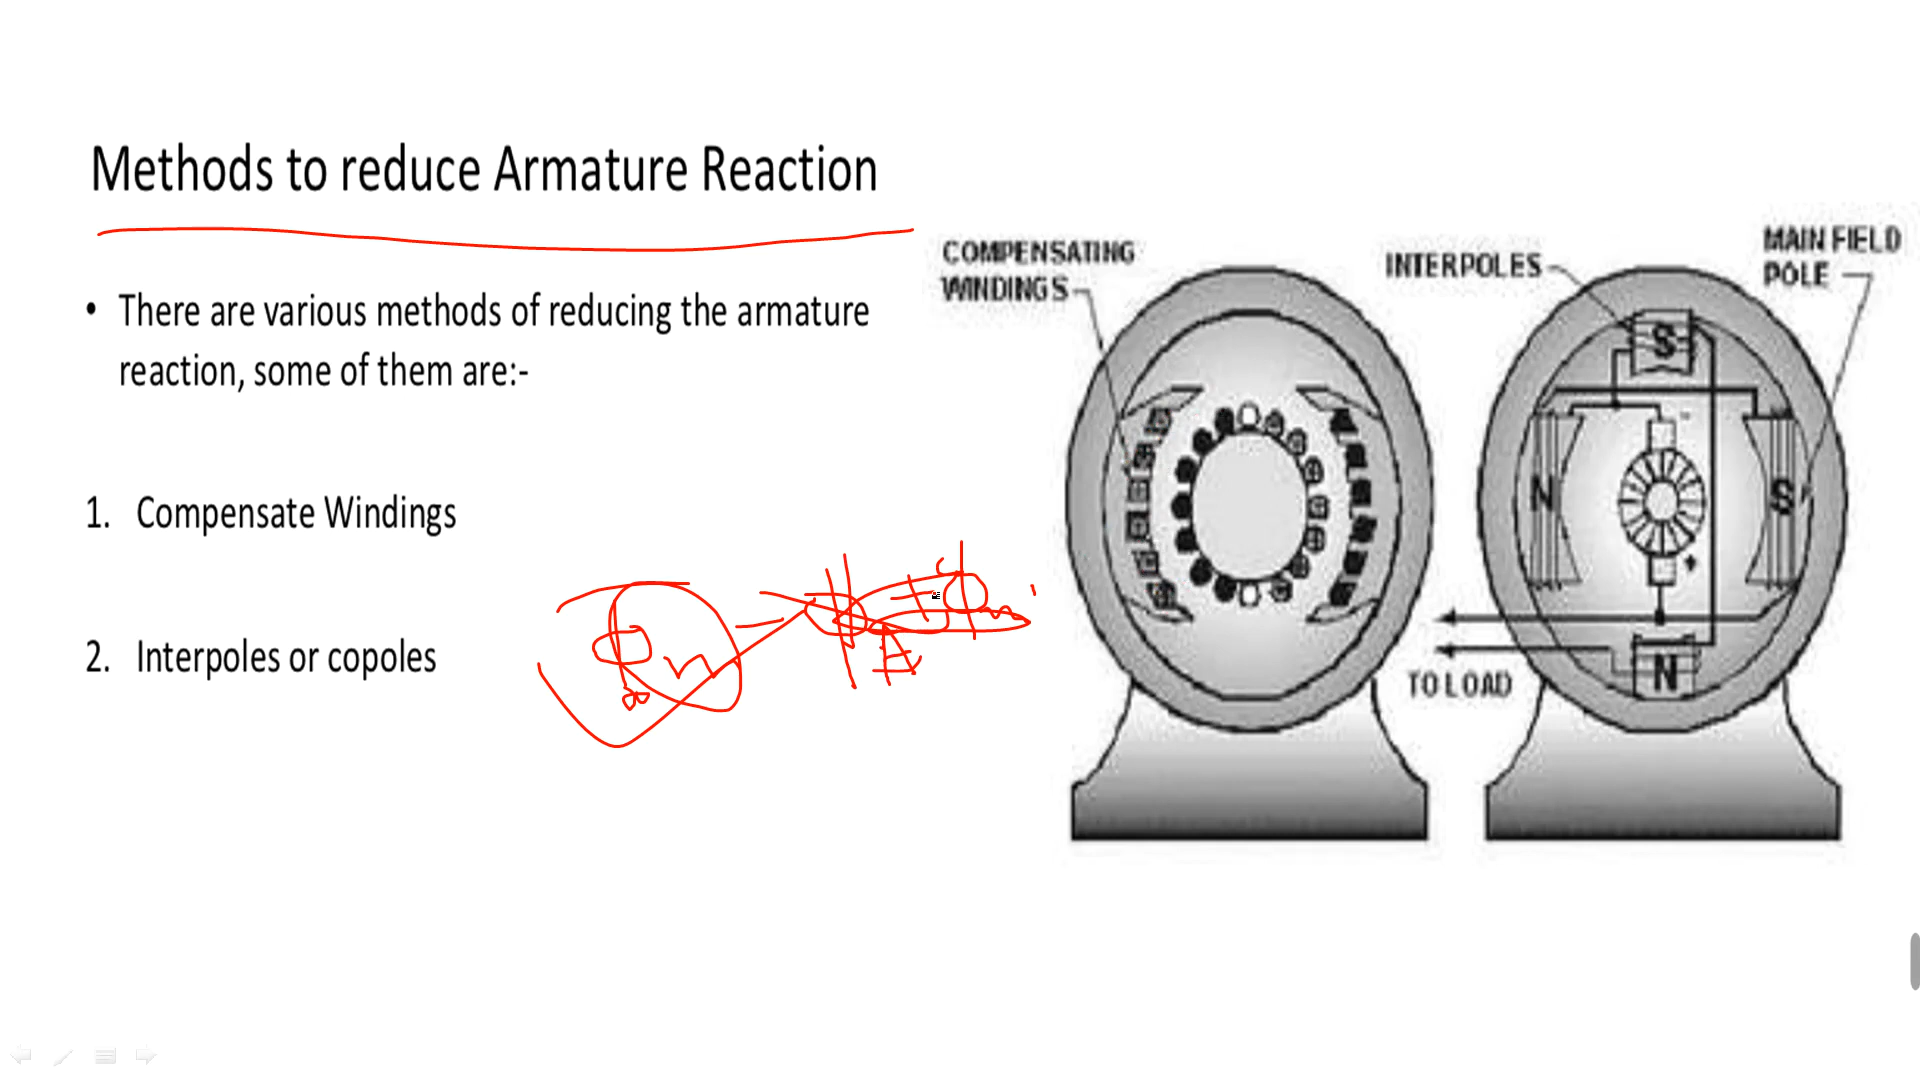 Methods to reduce Armature Reaction
• There are various methods of reducing the armature
reaction, some of them are:-
1. Compensate Windings
2. Interpoles or copoles
COMPENSATING
WINDINGS
INTERPOLES
MAIN FIELD
POLE
S
N
S
-
+
N
TO LOAD